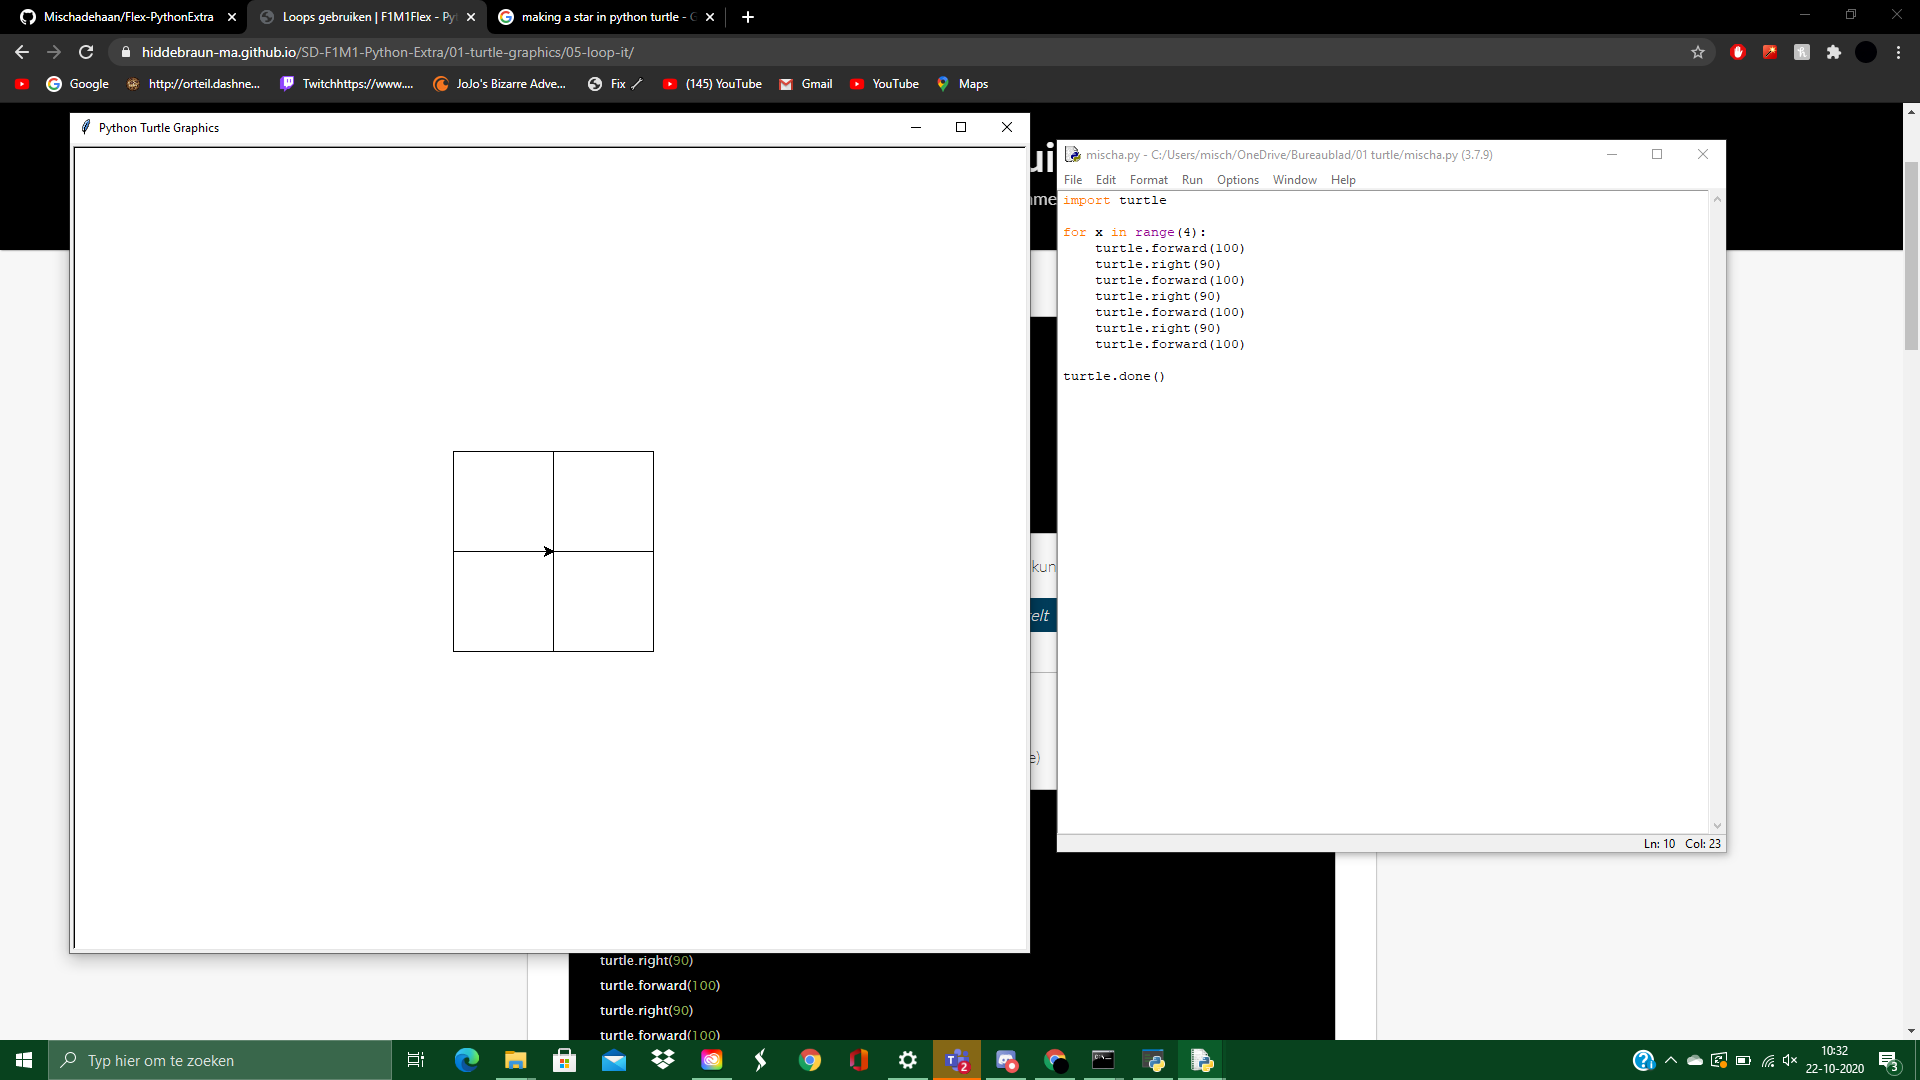 Mischadehaan/Flex-PythonExtra
Loops gebruiken | F1M1Flex - Py
making a star in python turtle - G
hiddebraun-ma.github.io/SD-F1M1-Python-Extra/01-turtle-graphics/05-loop-it/
Google
http://orteil.dashne...
Twitchhttps://www....
JoJo's Bizarre Adve...
Fix
(145) YouTube
Gmail
YouTube
Maps
Python Turtle Graphics
ui
me
kun
elt
e)
mischa.py - C:/Users/misch/OneDrive/Bureaublad/01 turtle/mischa.py (3.7.9)
File Edit Format Run Options Window Help
import turtle
for x in range(4):
turtle.forward(100)
turtle.right(90)
turtle.forward(100)
turtle.right(90)
turtle.forward(100)
turtle.right(90)
turtle.forward(100)
turtle.done()
Ln: 10 Col: 23
turtle.right(90)
turtle.forward(100)
turtle.right(90)
turtle.forward(100)
Typ hier om te zoeken
2
10:32
22-10-2020
3